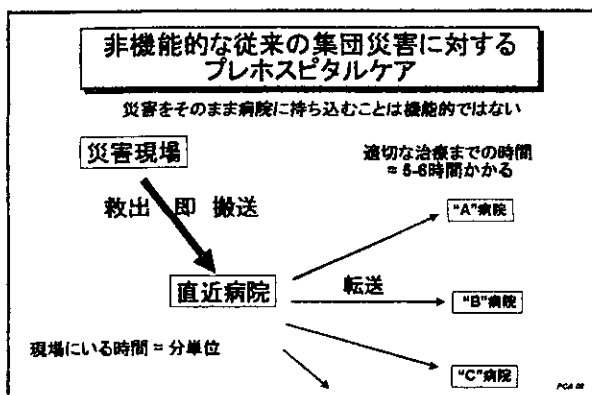 非機能的な従来の集団災害に対する
プレホスピタルケア
災害をそのまま病院に持ち込むことは機能的ではない
災害現場
適切な治療までの時間
= 5-6時間かかる
救出 即 搬送
"A"病院
直近病院
転送
"B"病院
現場にいる時間 = 分単位
"C"病院